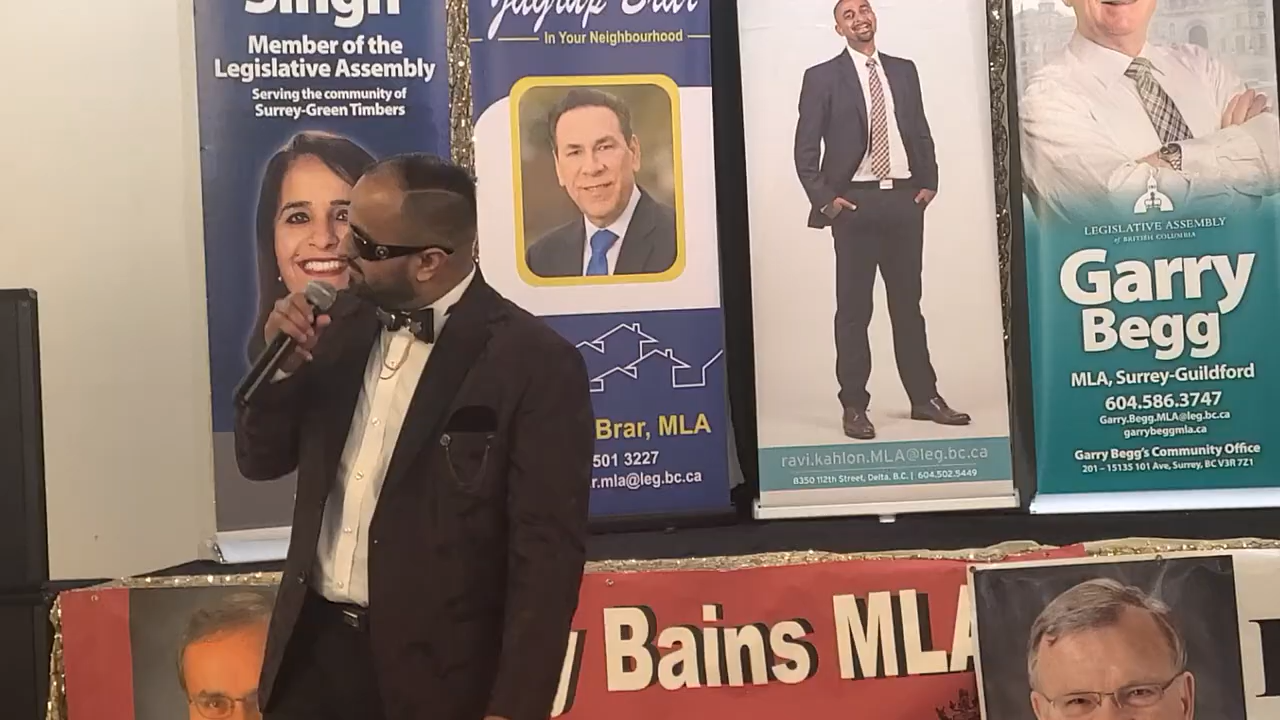 Singh
Member of the
Legislative Assembly
Serving the community of
Surrey-Green Timbers
Jagrup Brar
In Your Neighbourhood
Brar, MLA
501 3227
r.mla@leg.bc.ca
ravi.kahlon.MLA@leg.bc.ca
8350 112th Street, Delta, B.C. | 604.502.5449
LEGISLATIVE ASSEMBLY
of BRITISH COLUMBIA
Garry
Begg
MLA, Surrey-Guildford
604.586.3747
Garry.Begg.MLA@leg.bc.ca
garrybeggmla.ca
Garry Begg's Community Office
201 – 15135 101 Ave, Surrey, BC V3R 7Z1
y Bains MLA